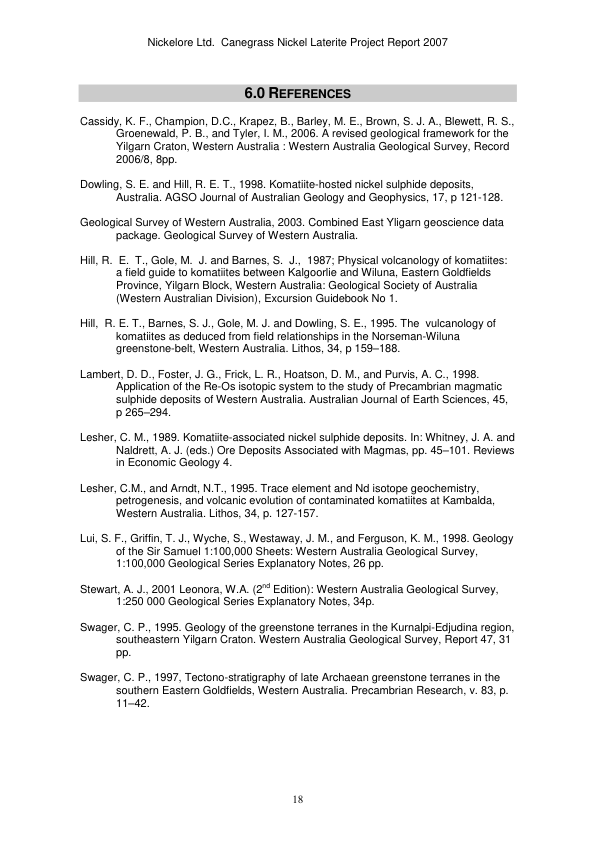 Nickelore Ltd.  Canegrass Nickel Laterite Project Report 2007
6.0 REFERENCES
Cassidy, K. F., Champion, D.C., Krapez, B., Barley, M. E., Brown, S. J. A., Blewett, R. S.,
Groenewald, P. B., and Tyler, I. M., 2006. A revised geological framework for the
Yilgarn Craton, Western Australia : Western Australia Geological Survey, Record
2006/8, 8pp.
Dowling, S. E. and Hill, R. E. T., 1998. Komatiite-hosted nickel sulphide deposits,
Australia. AGSO Journal of Australian Geology and Geophysics, 17, p 121-128.
Geological Survey of Western Australia, 2003. Combined East Yligarn geoscience data
package. Geological Survey of Western Australia.
Hill, R.  E.  T., Gole, M.  J. and Barnes, S.  J.,  1987; Physical volcanology of komatiites:
a field guide to komatiites between Kalgoorlie and Wiluna, Eastern Goldfields
Province, Yilgarn Block, Western Australia: Geological Society of Australia
(Western Australian Division), Excursion Guidebook No 1.
Hill,  R. E. T., Barnes, S. J., Gole, M. J. and Dowling, S. E., 1995. The  vulcanology of
komatiites as deduced from field relationships in the Norseman-Wiluna
greenstone-belt, Western Australia. Lithos, 34, p 159–188.
Lambert, D. D., Foster, J. G., Frick, L. R., Hoatson, D. M., and Purvis, A. C., 1998.
Application of the Re-Os isotopic system to the study of Precambrian magmatic
sulphide deposits of Western Australia. Australian Journal of Earth Sciences, 45,
p 265–294.
Lesher, C. M., 1989. Komatiite-associated nickel sulphide deposits. In: Whitney, J. A. and
Naldrett, A. J. (eds.) Ore Deposits Associated with Magmas, pp. 45–101. Reviews
in Economic Geology 4.
Lesher, C.M., and Arndt, N.T., 1995. Trace element and Nd isotope geochemistry,
petrogenesis, and volcanic evolution of contaminated komatiites at Kambalda,
Western Australia. Lithos, 34, p. 127-157.
Lui, S. F., Griffin, T. J., Wyche, S., Westaway, J. M., and Ferguson, K. M., 1998. Geology
of the Sir Samuel 1:100,000 Sheets: Western Australia Geological Survey,
1:100,000 Geological Series Explanatory Notes, 26 pp.
Stewart, A. J., 2001 Leonora, W.A. (2nd Edition): Western Australia Geological Survey,
1:250 000 Geological Series Explanatory Notes, 34p.
Swager, C. P., 1995. Geology of the greenstone terranes in the Kurnalpi-Edjudina region,
southeastern Yilgarn Craton. Western Australia Geological Survey, Report 47, 31
pp.
Swager, C. P., 1997, Tectono-stratigraphy of late Archaean greenstone terranes in the
southern Eastern Goldfields, Western Australia. Precambrian Research, v. 83, p.
11–42.
18